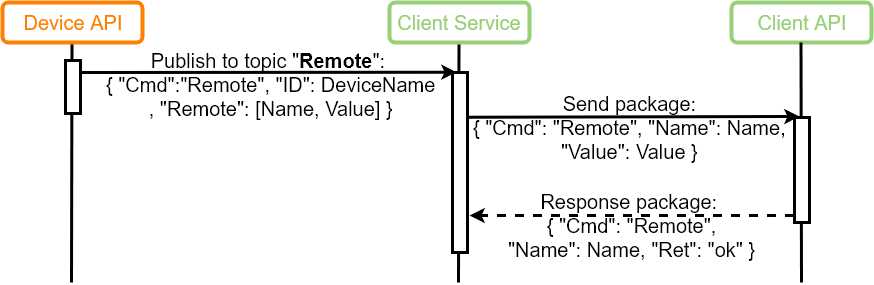 Device API
Client Service
Client API
Publish to topic "Remote":
{ "Cmd":"Remote", "ID": DeviceName
, "Remote": [Name, Value] }
Send package:
{ "Cmd": "Remote", "Name": Name,
"Value": Value }
Response package:
{ "Cmd": "Remote",
"Name": Name, "Ret": "ok" }